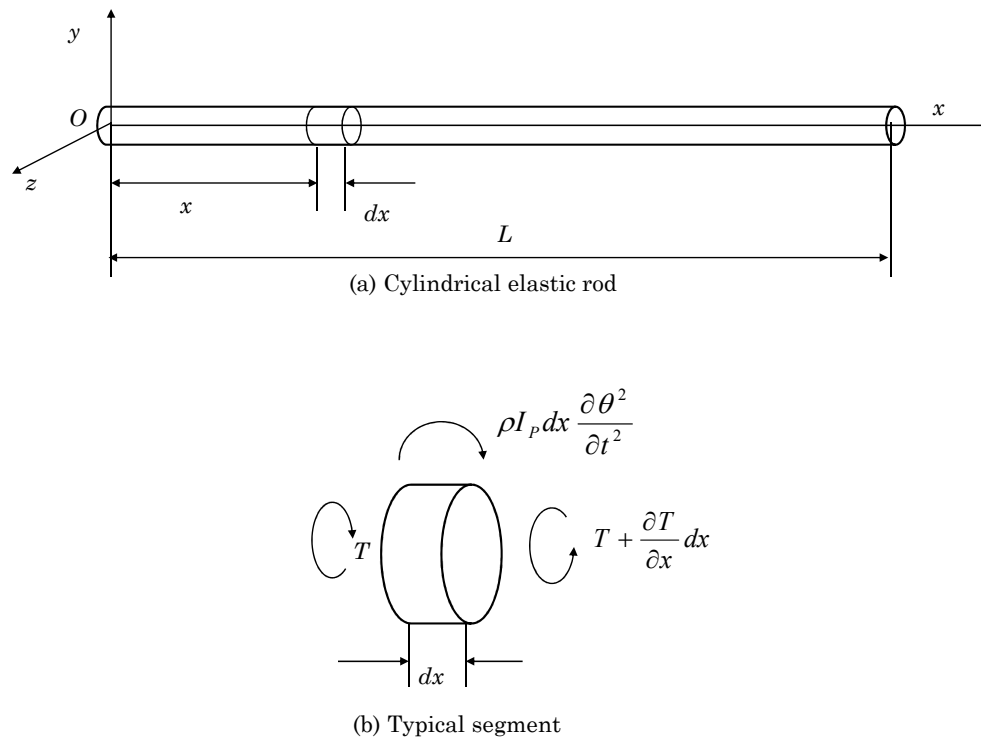 y
O
x
z
x
dx
L
(a) Cylindrical elastic rod
ρI_P dx ∂θ²/∂t²
T
T + ∂T/∂x dx
dx
(b) Typical segment